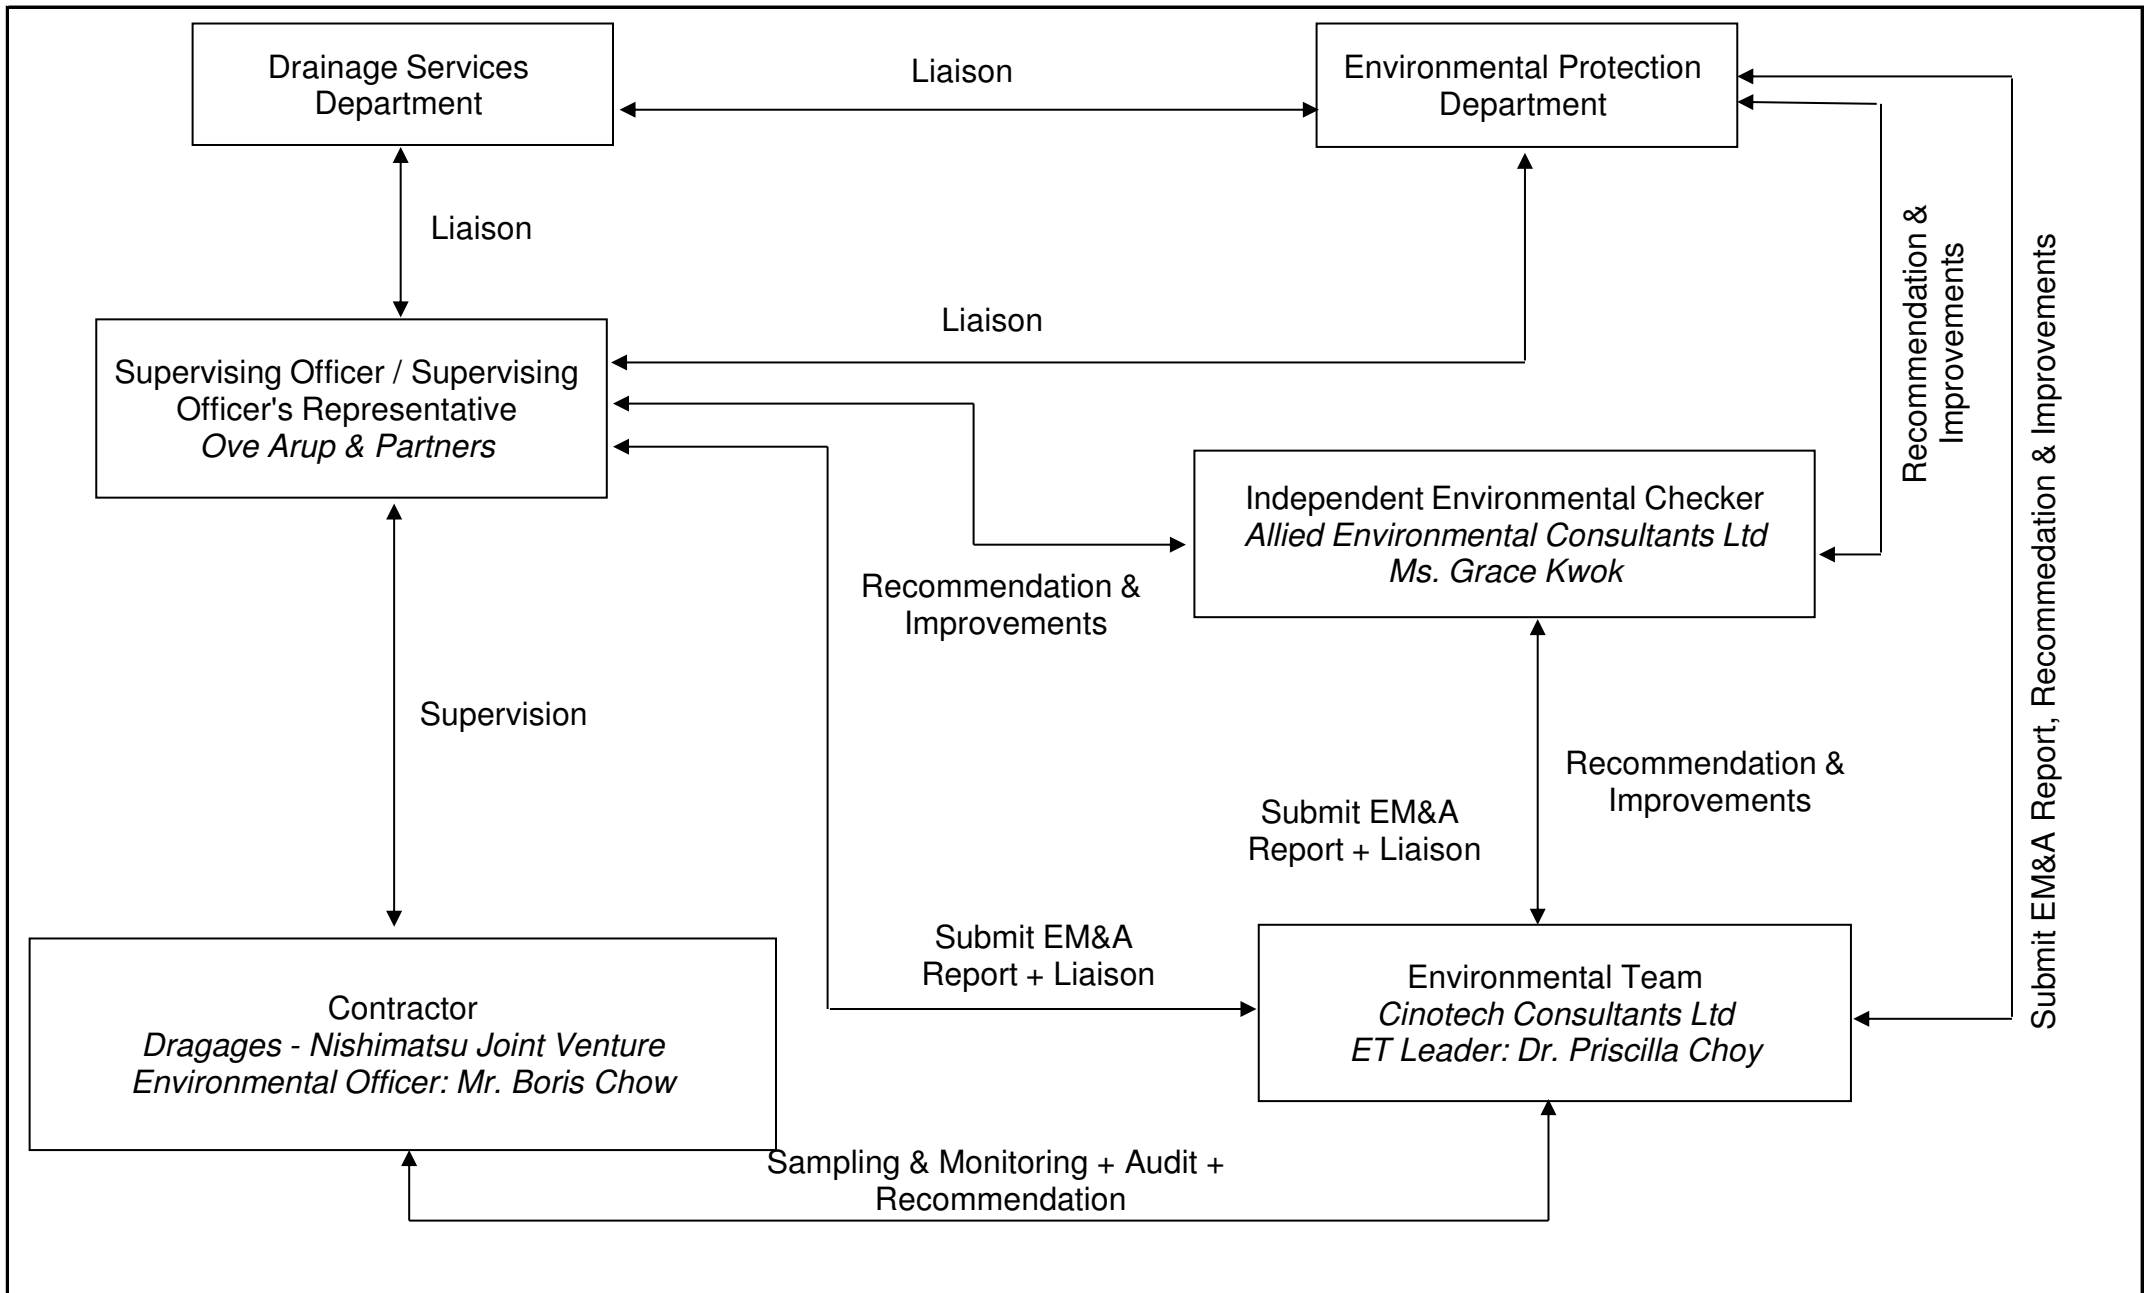 Drainage Services
Department
Liaison
Environmental Protection
Department
Liaison
Liaison
Recommendation &
Improvements
Submit EM&A Report, Recommedation & Improvements
Supervising Officer / Supervising
Officer's Representative
Ove Arup & Partners
Independent Environmental Checker
Allied Environmental Consultants Ltd
Ms. Grace Kwok
Recommendation &
Improvements
Supervision
Recommendation &
Improvements
Submit EM&A
Report + Liaison
Submit EM&A
Report + Liaison
Contractor
Dragages - Nishimatsu Joint Venture
Environmental Officer: Mr. Boris Chow
Environmental Team
Cinotech Consultants Ltd
ET Leader: Dr. Priscilla Choy
Sampling & Monitoring + Audit +
Recommendation